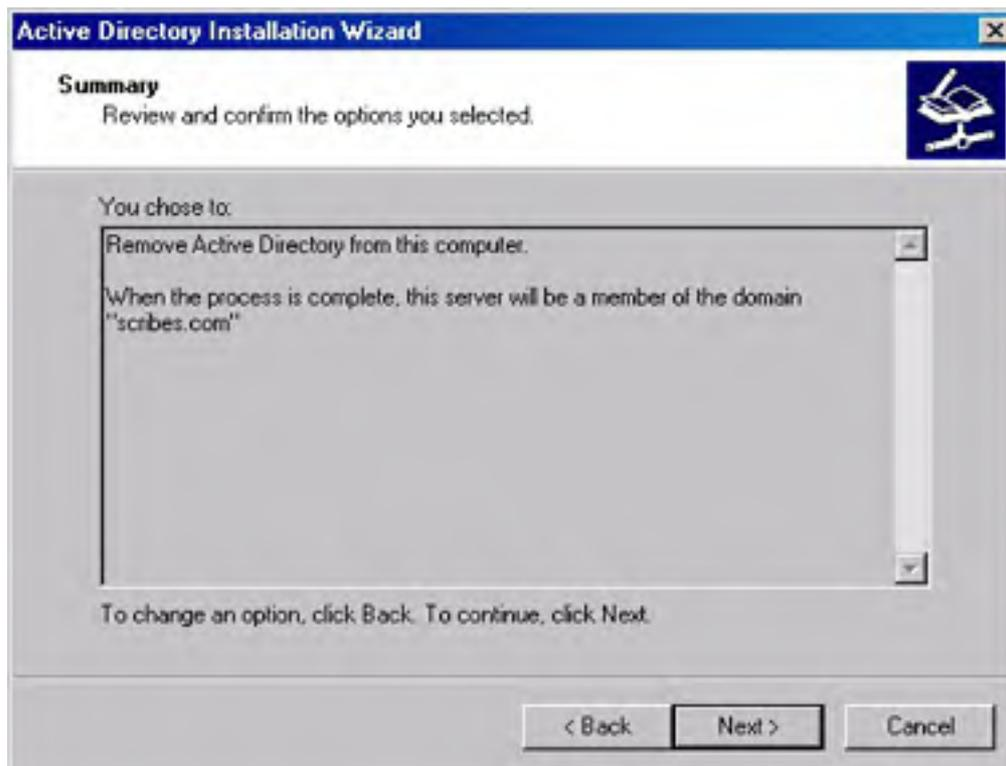 Active Directory Installation Wizard
Summary
Review and confirm the options you selected.
You chose to:
Remove Active Directory from this computer.
When the process is complete, this server will be a member of the domain
"scribes.com"
To change an option, click Back. To continue, click Next.
< Back
Next >
Cancel